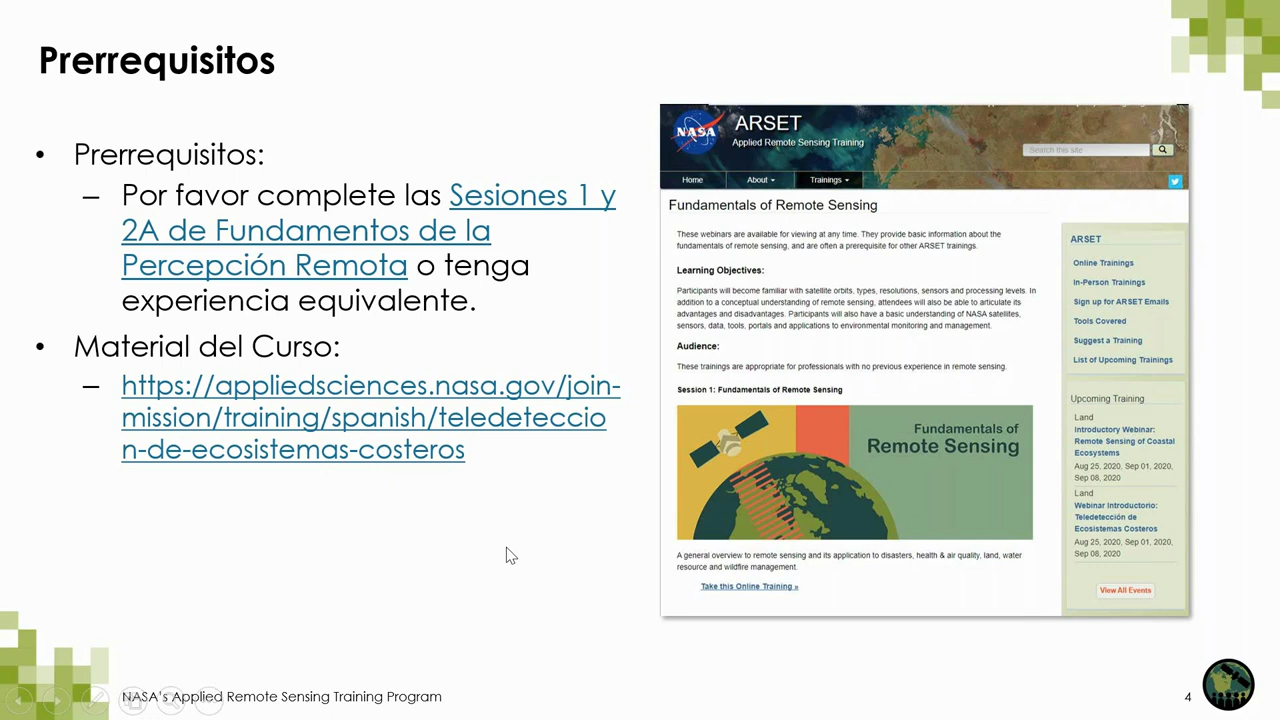 Prerrequisitos
• Prerrequisitos:
– Por favor complete las Sesiones 1 y
2A de Fundamentos de la
Percepción Remota o tenga
experiencia equivalente.
• Material del Curso:
– https://appliedsciences.nasa.gov/join-
mission/training/spanish/teledeteccio
n-de-ecosistemas-costeros
NASA
ARSET
Applied Remote Sensing Training
Search this site
Home About Trainings
Fundamentals of Remote Sensing
These webinars are available for viewing at any time. They provide basic information about the
fundamentals of remote sensing, and are often a prerequisite for other ARSET trainings.
Learning Objectives:
Participants will become familiar with satellite orbits, types, resolutions, sensors and processing levels. In
addition to a conceptual understanding of remote sensing, attendees will also be able to articulate its
advantages and disadvantages. Participants will also have a basic understanding of NASA satellites,
sensors, data, tools, portals and applications to environmental monitoring and management.
Audience:
These trainings are appropriate for professionals with no previous experience in remote sensing.
Session 1: Fundamentals of Remote Sensing
Fundamentals of
Remote Sensing
A general overview to remote sensing and its application to disasters, health & air quality, land, water
resource and wildfire management.
Take this Online Training »
ARSET
Online Trainings
In-Person Trainings
Sign up for ARSET Emails
Tools Covered
Suggest a Training
List of Upcoming Trainings
Upcoming Training
Land
Introductory Webinar:
Remote Sensing of Coastal
Ecosystems
Aug 25, 2020, Sep 01, 2020,
Sep 08, 2020
Land
Webinar Introductorio:
Teledetección de
Ecosistemas Costeros
Aug 25, 2020, Sep 01, 2020,
Sep 08, 2020
View All Events
NASA's Applied Remote Sensing Training Program
4